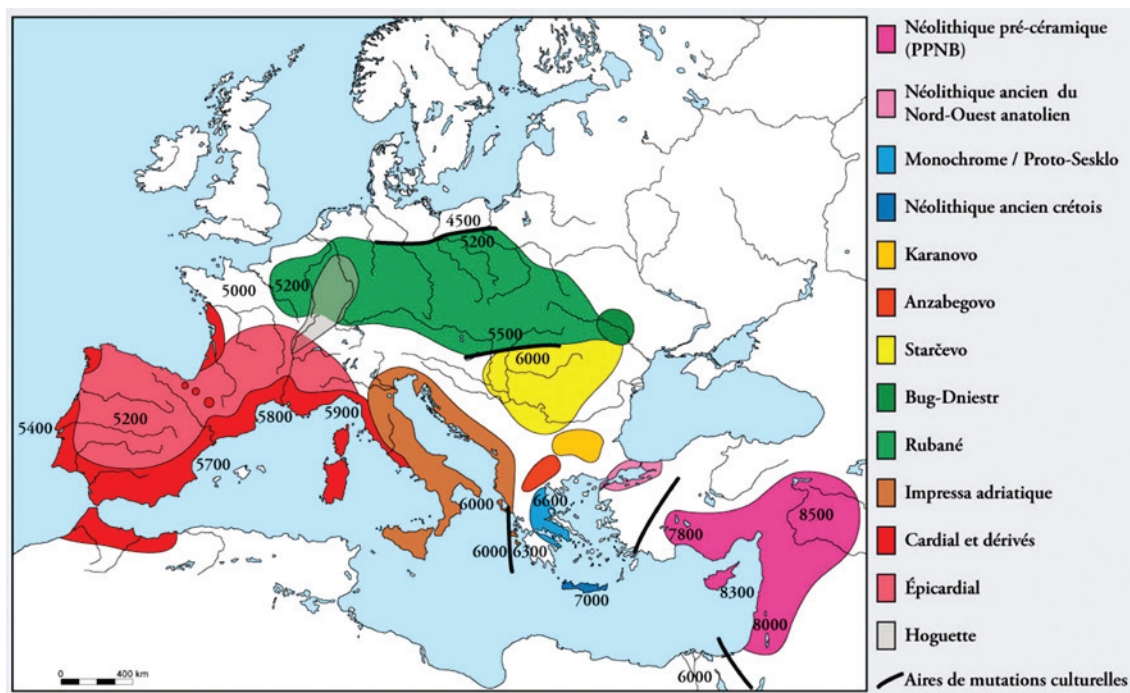 4500
5200
5200
5000
5500
6000
5200
5400
5800
5900
5700
6000
6600
6000
6300
7000
7800
8500
8300
8000
6000
0 400 km
Néolithique pré-céramique
(PPNB)
Néolithique ancien du
Nord-Ouest anatolien
Monochrome / Proto-Sesklo
Néolithique ancien crétois
Karanovo
Anzabegovo
Starčevo
Bug-Dniestr
Rubané
Impressa adriatique
Cardial et dérivés
Épicardial
Hoguette
Aires de mutations culturelles